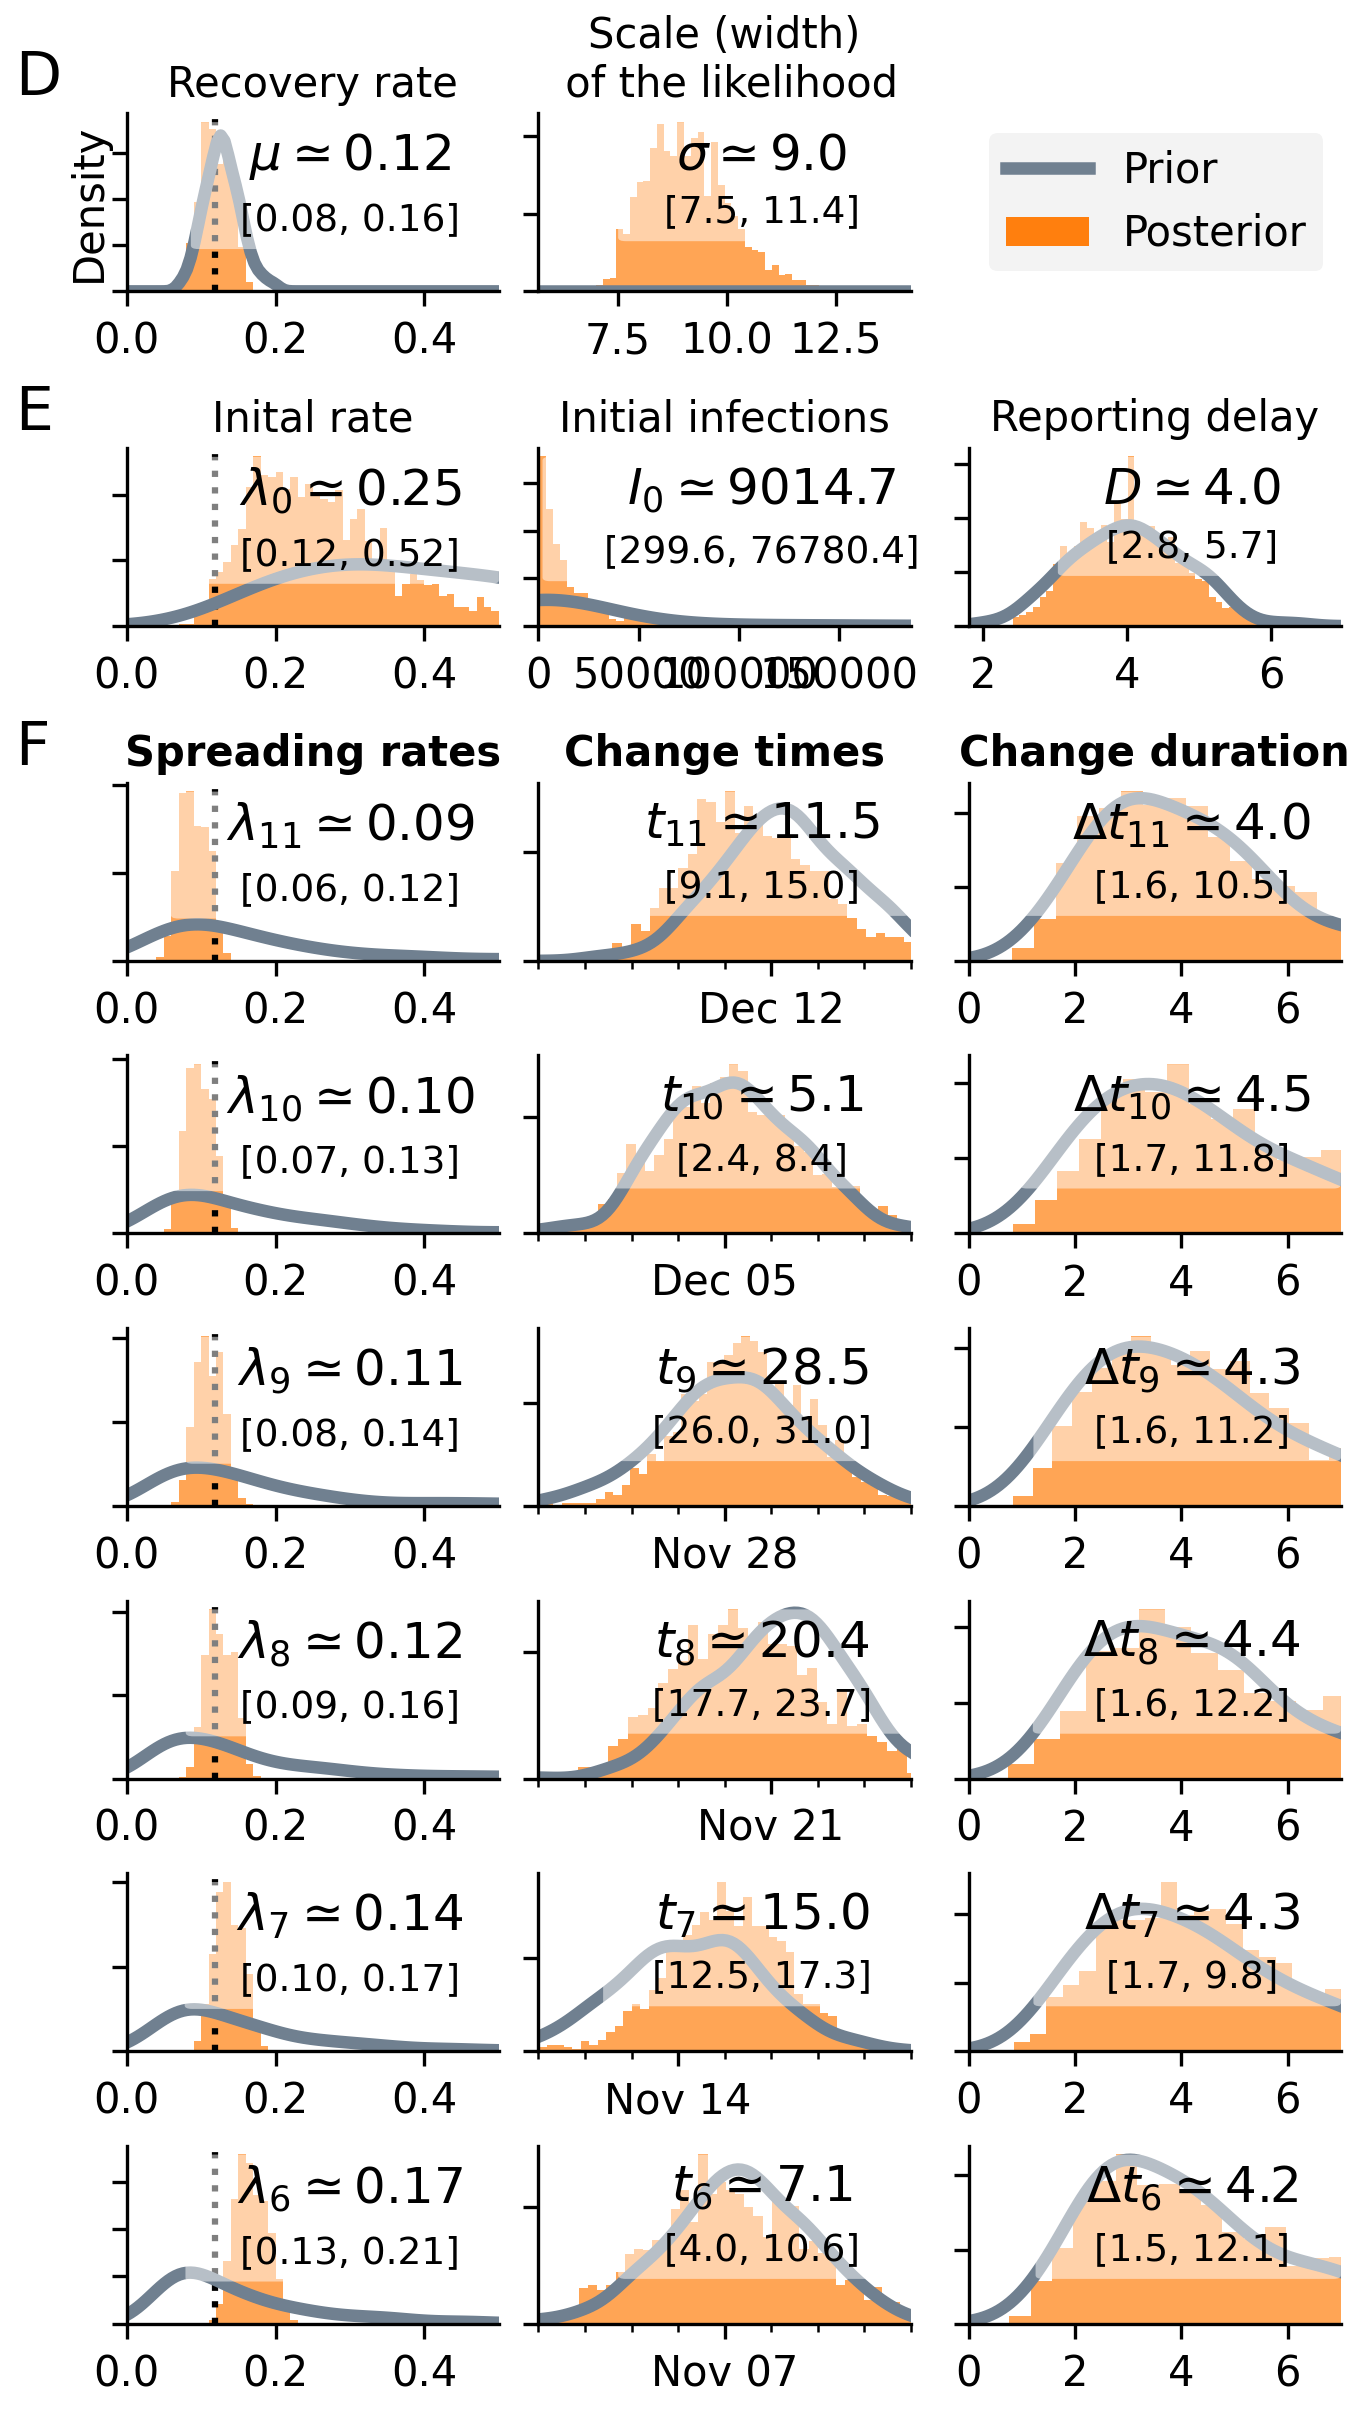 D
Recovery rate
Scale (width)
of the likelihood
Density
μ ≃ 0.12
[0.08, 0.16]
0.0 0.2 0.4
σ ≃ 9.0
[7.5, 11.4]
7.5 10.0 12.5
Prior
Posterior
E
Inital rate
Initial infections
Reporting delay
λ0 ≃ 0.25
[0.12, 0.52]
0.0 0.2 0.4
I0 ≃ 9014.7
[299.6, 76780.4]
0 50000 100000 150000
D ≃ 4.0
[2.8, 5.7]
2 4 6
F
Spreading rates
Change times
Change duration
λ11 ≃ 0.09
[0.06, 0.12]
0.0 0.2 0.4
t11 ≃ 11.5
[9.1, 15.0]
Dec 12
Δt11 ≃ 4.0
[1.6, 10.5]
0 2 4 6
λ10 ≃ 0.10
[0.07, 0.13]
0.0 0.2 0.4
t10 ≃ 5.1
[2.4, 8.4]
Dec 05
Δt10 ≃ 4.5
[1.7, 11.8]
0 2 4 6
λ9 ≃ 0.11
[0.08, 0.14]
0.0 0.2 0.4
t9 ≃ 28.5
[26.0, 31.0]
Nov 28
Δt9 ≃ 4.3
[1.6, 11.2]
0 2 4 6
λ8 ≃ 0.12
[0.09, 0.16]
0.0 0.2 0.4
t8 ≃ 20.4
[17.7, 23.7]
Nov 21
Δt8 ≃ 4.4
[1.6, 12.2]
0 2 4 6
λ7 ≃ 0.14
[0.10, 0.17]
0.0 0.2 0.4
t7 ≃ 15.0
[12.5, 17.3]
Nov 14
Δt7 ≃ 4.3
[1.7, 9.8]
0 2 4 6
λ6 ≃ 0.17
[0.13, 0.21]
0.0 0.2 0.4
t6 ≃ 7.1
[4.0, 10.6]
Nov 07
Δt6 ≃ 4.2
[1.5, 12.1]
0 2 4 6